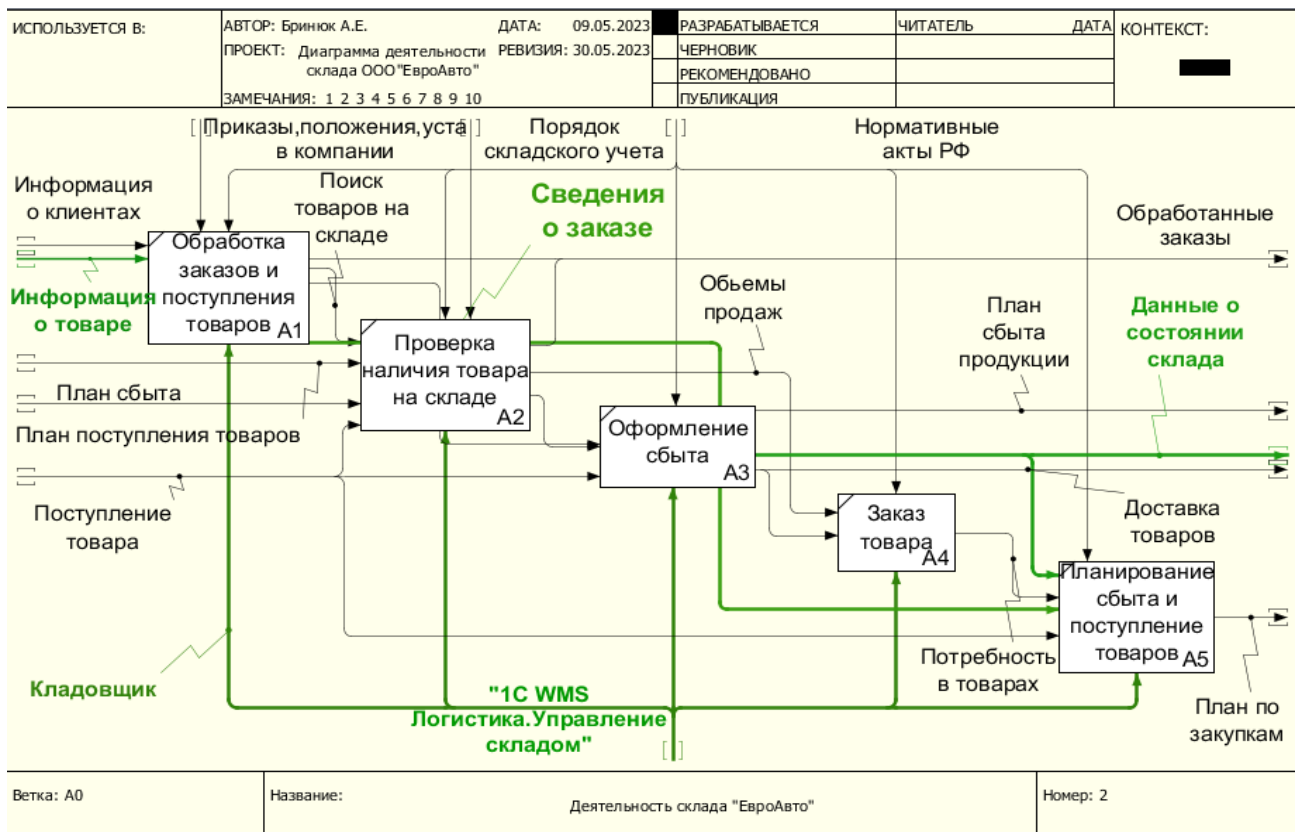 ИСПОЛЬЗУЕТСЯ В:
АВТОР: Бринюк А.Е.
ДАТА: 09.05.2023
РАЗРАБАТЫВАЕТСЯ
ЧИТАТЕЛЬ
ДАТА
КОНТЕКСТ:
ПРОЕКТ: Диаграмма деятельности
склада ООО"ЕвроАвто"
РЕВИЗИЯ: 30.05.2023
ЧЕРНОВИК
РЕКОМЕНДОВАНО
ЗАМЕЧАНИЯ: 1 2 3 4 5 6 7 8 9 10
ПУБЛИКАЦИЯ
Приказы,положения,уста
в компании
Порядок
складского учета
Нормативные
акты РФ
Информация
о клиентах
Поиск
товаров на
складе
Сведения
о заказе
Обработанные
заказы
Обработка
заказов и
поступления
товаров
A1
Информация
о товаре
Обьемы
продаж
План
сбыта
продукции
Данные о
состоянии
склада
Проверка
наличия товара
на складе
A2
План сбыта
План поступления товаров
Оформление
сбыта
A3
Поступление
товара
Заказ
товара
A4
Доставка
товаров
Планирование
сбыта и
поступление
товаров
A5
Потребность
в товарах
Кладовщик
"1С WMS
Логистика.Управление
складом"
План по
закупкам
Ветка: A0
Название:
Деятельность склада "ЕвроАвто"
Номер: 2